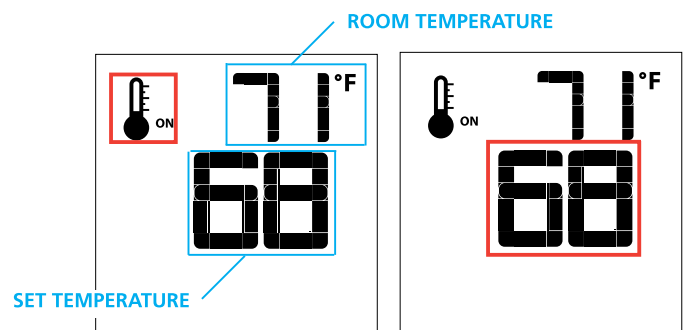 ROOM TEMPERATURE
71 °F
ON
68
SET TEMPERATURE
71 °F
ON
68